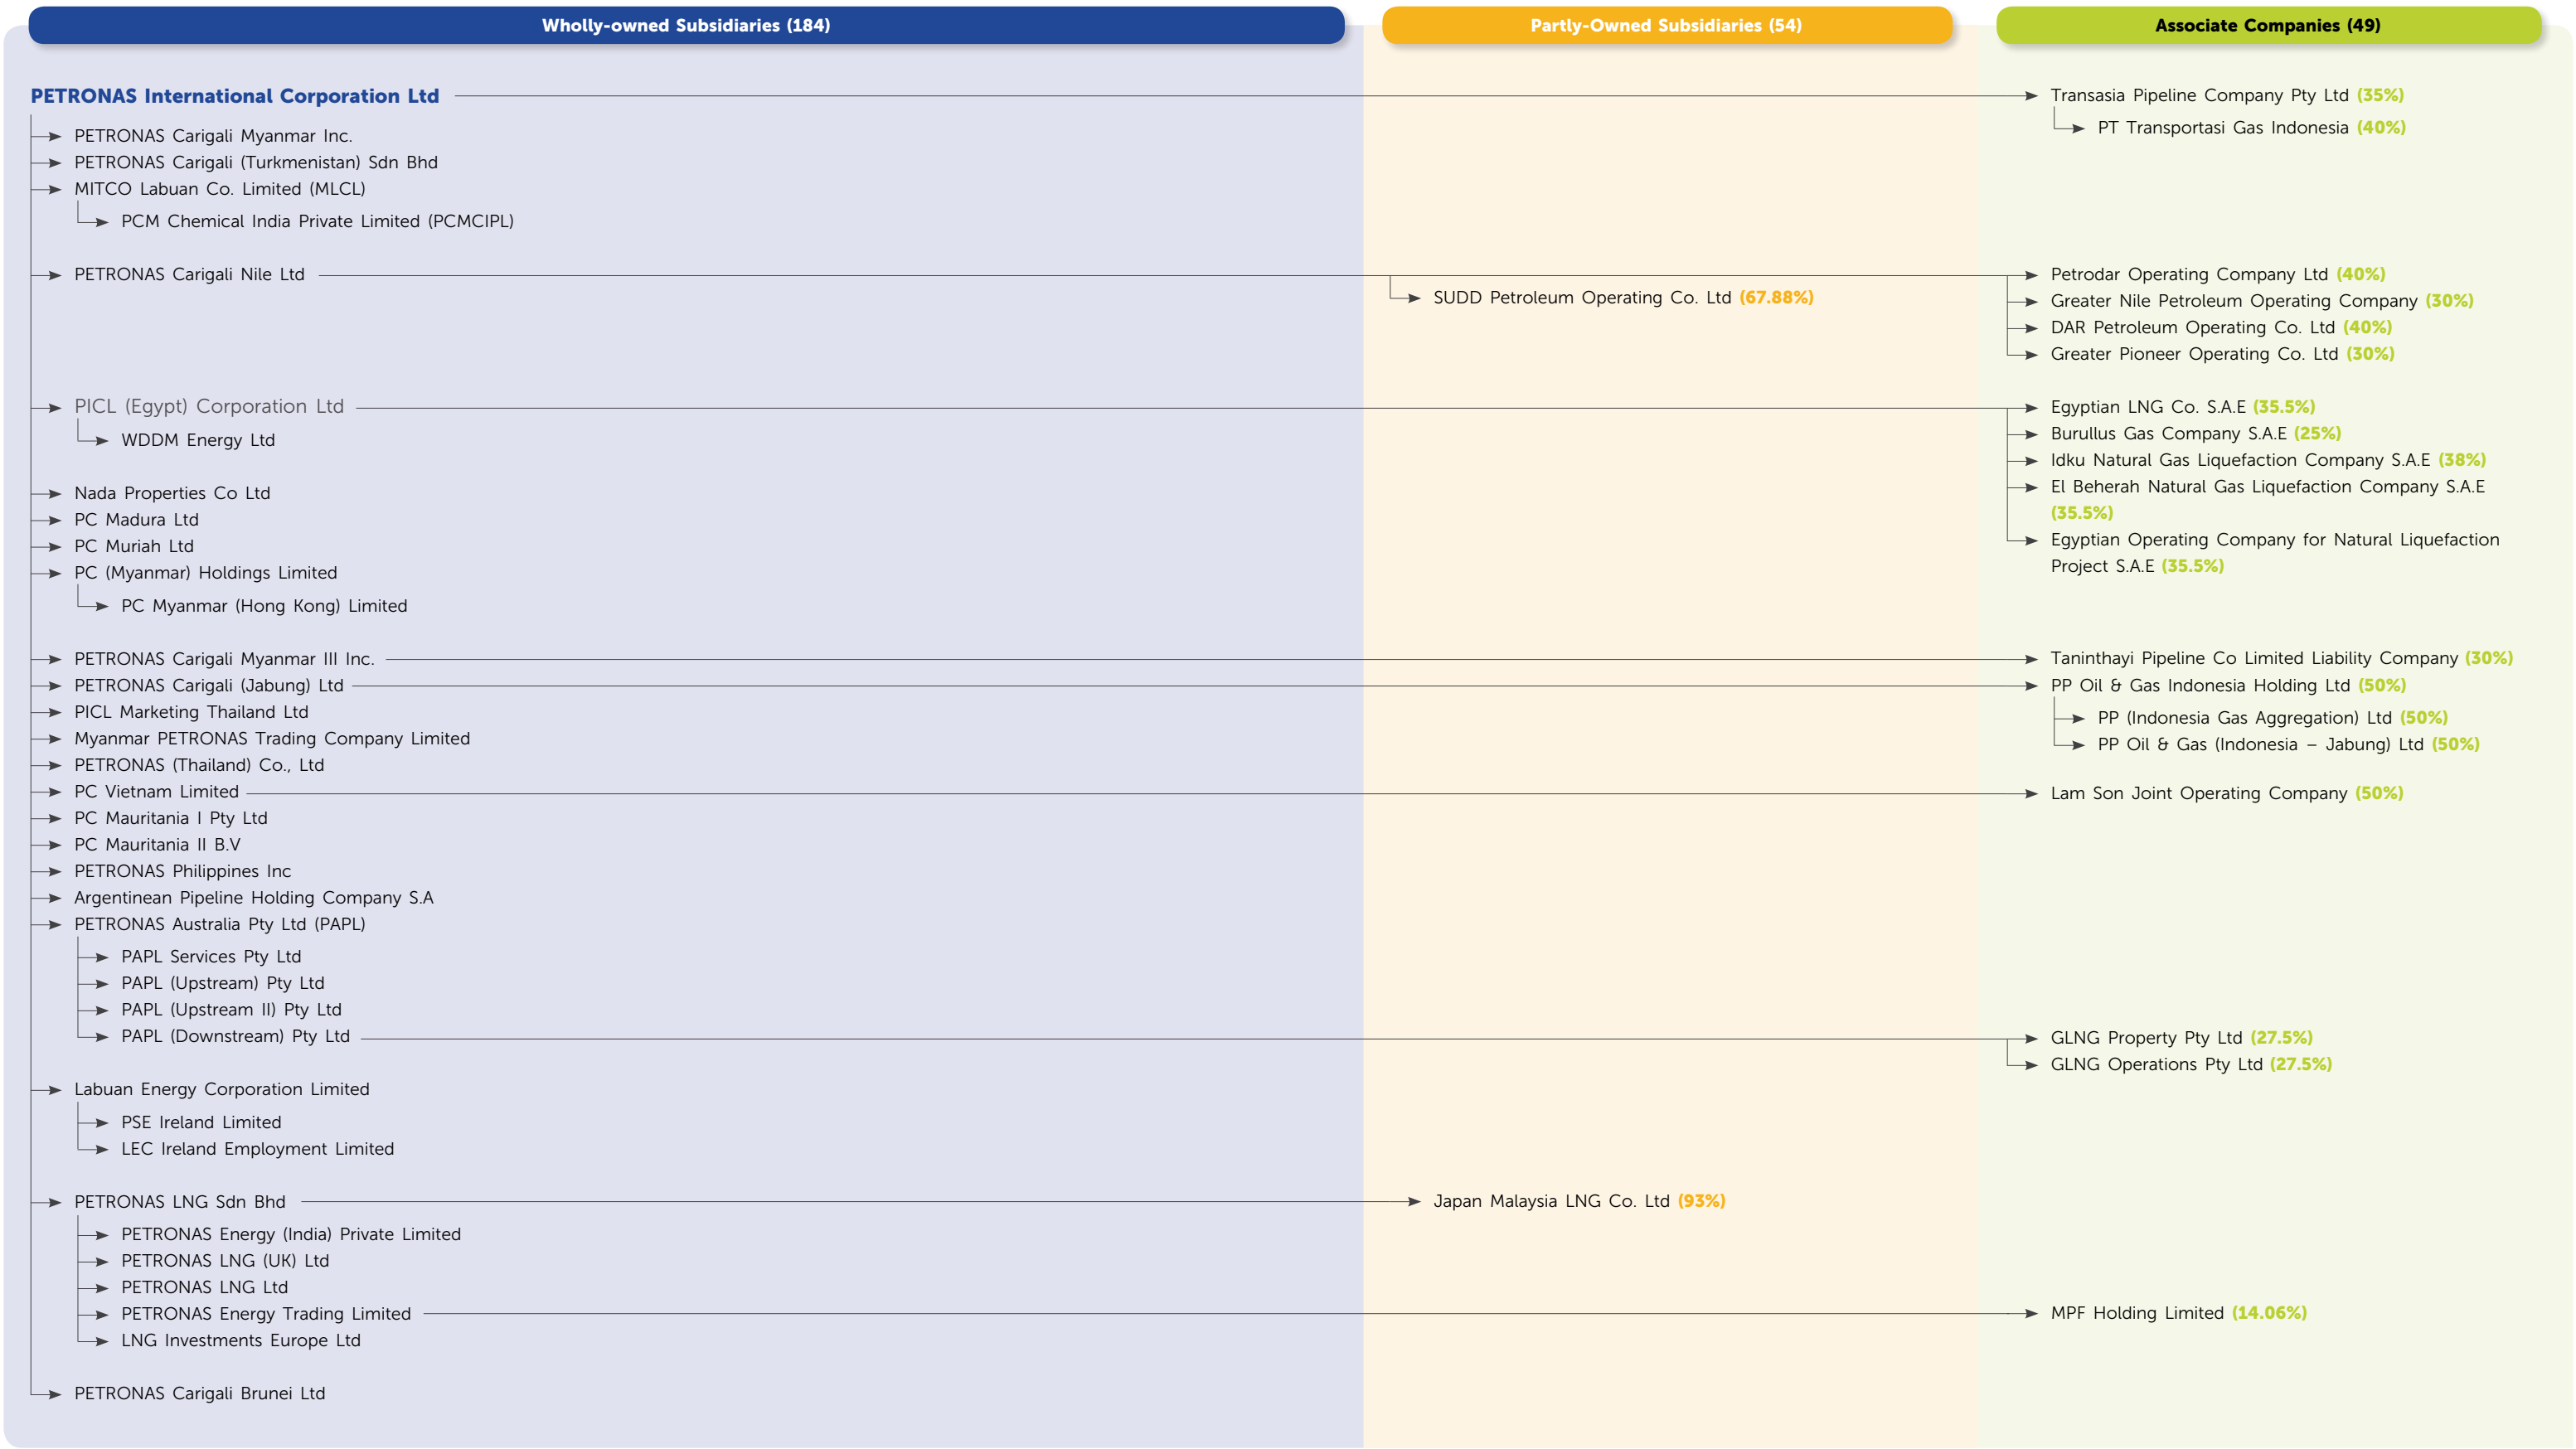 Wholly-owned Subsidiaries (184)
Partly-Owned Subsidiaries (54)
Associate Companies (49)
PETRONAS International Corporation Ltd
Transasia Pipeline Company Pty Ltd (35%)
PT Transportasi Gas Indonesia (40%)
PETRONAS Carigali Myanmar Inc.
PETRONAS Carigali (Turkmenistan) Sdn Bhd
MITCO Labuan Co. Limited (MLCL)
PCM Chemical India Private Limited (PCMCIPL)
PETRONAS Carigali Nile Ltd
SUDD Petroleum Operating Co. Ltd (67.88%)
Petrodar Operating Company Ltd (40%)
Greater Nile Petroleum Operating Company (30%)
DAR Petroleum Operating Co. Ltd (40%)
Greater Pioneer Operating Co. Ltd (30%)
PICL (Egypt) Corporation Ltd
WDDM Energy Ltd
Egyptian LNG Co. S.A.E (35.5%)
Burullus Gas Company S.A.E (25%)
Idku Natural Gas Liquefaction Company S.A.E (38%)
El Beherah Natural Gas Liquefaction Company S.A.E
(35.5%)
Egyptian Operating Company for Natural Liquefaction
Project S.A.E (35.5%)
Nada Properties Co Ltd
PC Madura Ltd
PC Muriah Ltd
PC (Myanmar) Holdings Limited
PC Myanmar (Hong Kong) Limited
PETRONAS Carigali Myanmar III Inc.
Taninthayi Pipeline Co Limited Liability Company (30%)
PETRONAS Carigali (Jabung) Ltd
PP Oil & Gas Indonesia Holding Ltd (50%)
PP (Indonesia Gas Aggregation) Ltd (50%)
PP Oil & Gas (Indonesia – Jabung) Ltd (50%)
PICL Marketing Thailand Ltd
Myanmar PETRONAS Trading Company Limited
PETRONAS (Thailand) Co., Ltd
PC Vietnam Limited
Lam Son Joint Operating Company (50%)
PC Mauritania I Pty Ltd
PC Mauritania II B.V
PETRONAS Philippines Inc
Argentinean Pipeline Holding Company S.A
PETRONAS Australia Pty Ltd (PAPL)
PAPL Services Pty Ltd
PAPL (Upstream) Pty Ltd
PAPL (Upstream II) Pty Ltd
PAPL (Downstream) Pty Ltd
GLNG Property Pty Ltd (27.5%)
GLNG Operations Pty Ltd (27.5%)
Labuan Energy Corporation Limited
PSE Ireland Limited
LEC Ireland Employment Limited
PETRONAS LNG Sdn Bhd
Japan Malaysia LNG Co. Ltd (93%)
PETRONAS Energy (India) Private Limited
PETRONAS LNG (UK) Ltd
PETRONAS LNG Ltd
PETRONAS Energy Trading Limited
MPF Holding Limited (14.06%)
LNG Investments Europe Ltd
PETRONAS Carigali Brunei Ltd